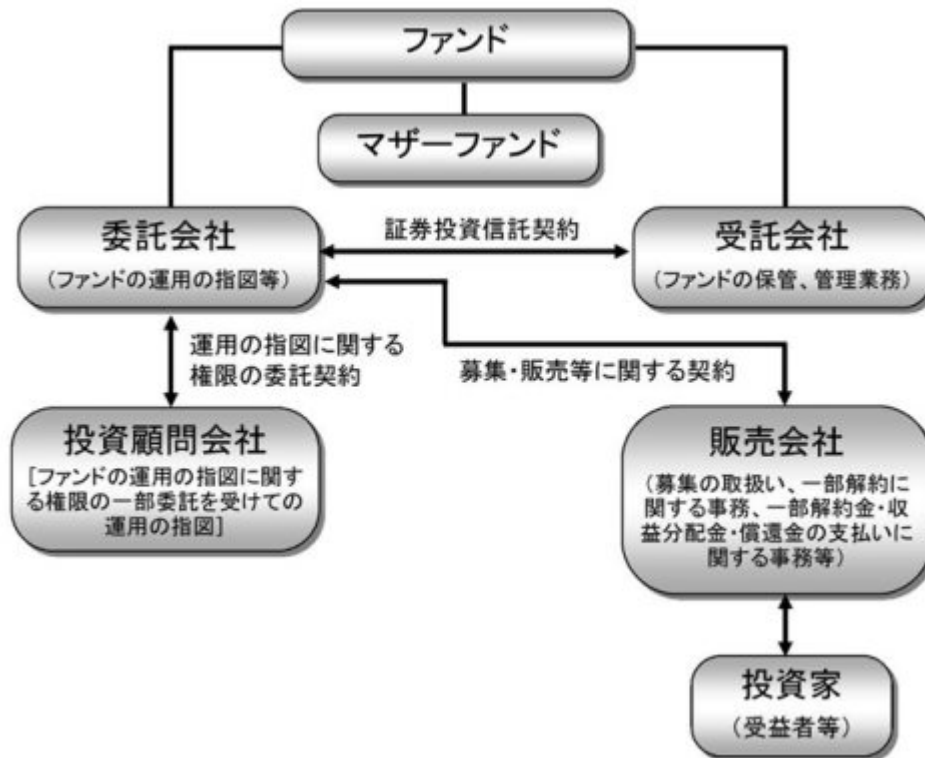 ファンド
マザーファンド
委託会社
(ファンドの運用の指図等)
証券投資信託契約
受託会社
(ファンドの保管、管理業務)
運用の指図に関する
権限の委託契約
募集・販売等に関する契約
投資顧問会社
[ファンドの運用の指図に関す
る権限の一部委託を受けての
運用の指図]
販売会社
(募集の取扱い、一部解約に
関する事務、一部解約金・収
益分配金・償還金の支払いに
関する事務等)
投資家
(受益者等)